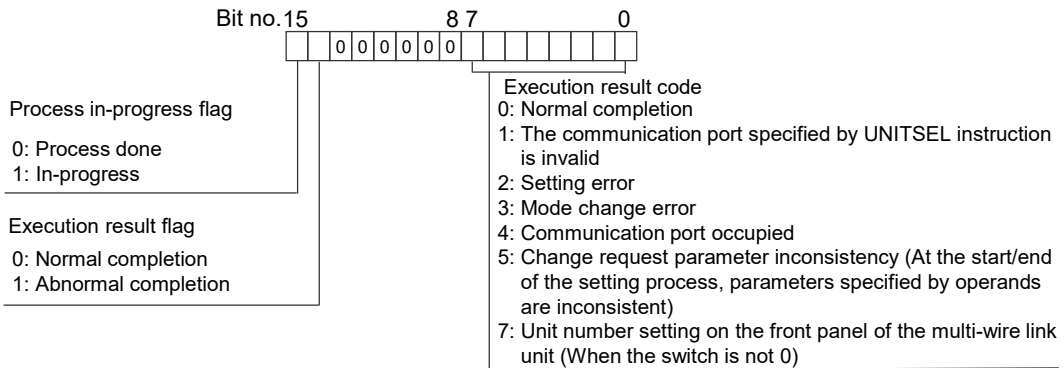 Bit no. 15 8 7 0
0 0 0 0 0 0
Process in-progress flag
0: Process done
1: In-progress
Execution result flag
0: Normal completion
1: Abnormal completion
Execution result code
0: Normal completion
1: The communication port specified by UNITSEL instruction
is invalid
2: Setting error
3: Mode change error
4: Communication port occupied
5: Change request parameter inconsistency (At the start/end
of the setting process, parameters specified by operands
are inconsistent)
7: Unit number setting on the front panel of the multi-wire link
unit (When the switch is not 0)